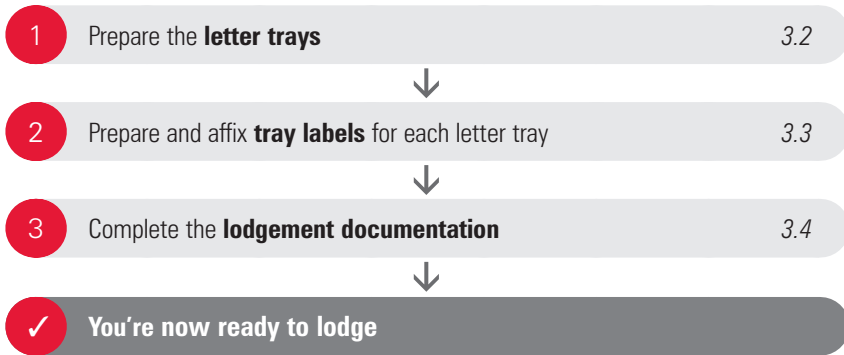 1 Prepare the letter trays 3.2
2 Prepare and affix tray labels for each letter tray 3.3
3 Complete the lodgement documentation 3.4
✓ You're now ready to lodge